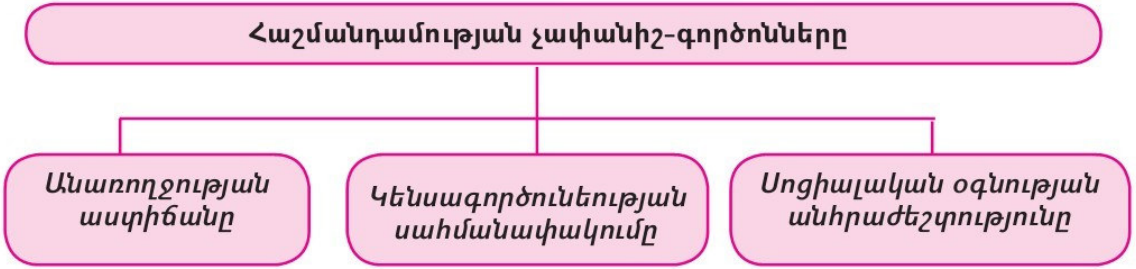 Հաշմանդամության չափանիշ-գործոնները
Անառողջության
աստիճանը
Կենսագործունեության
սահմանափակումը
Սոցիալական օգնության
անհրաժեշտությունը